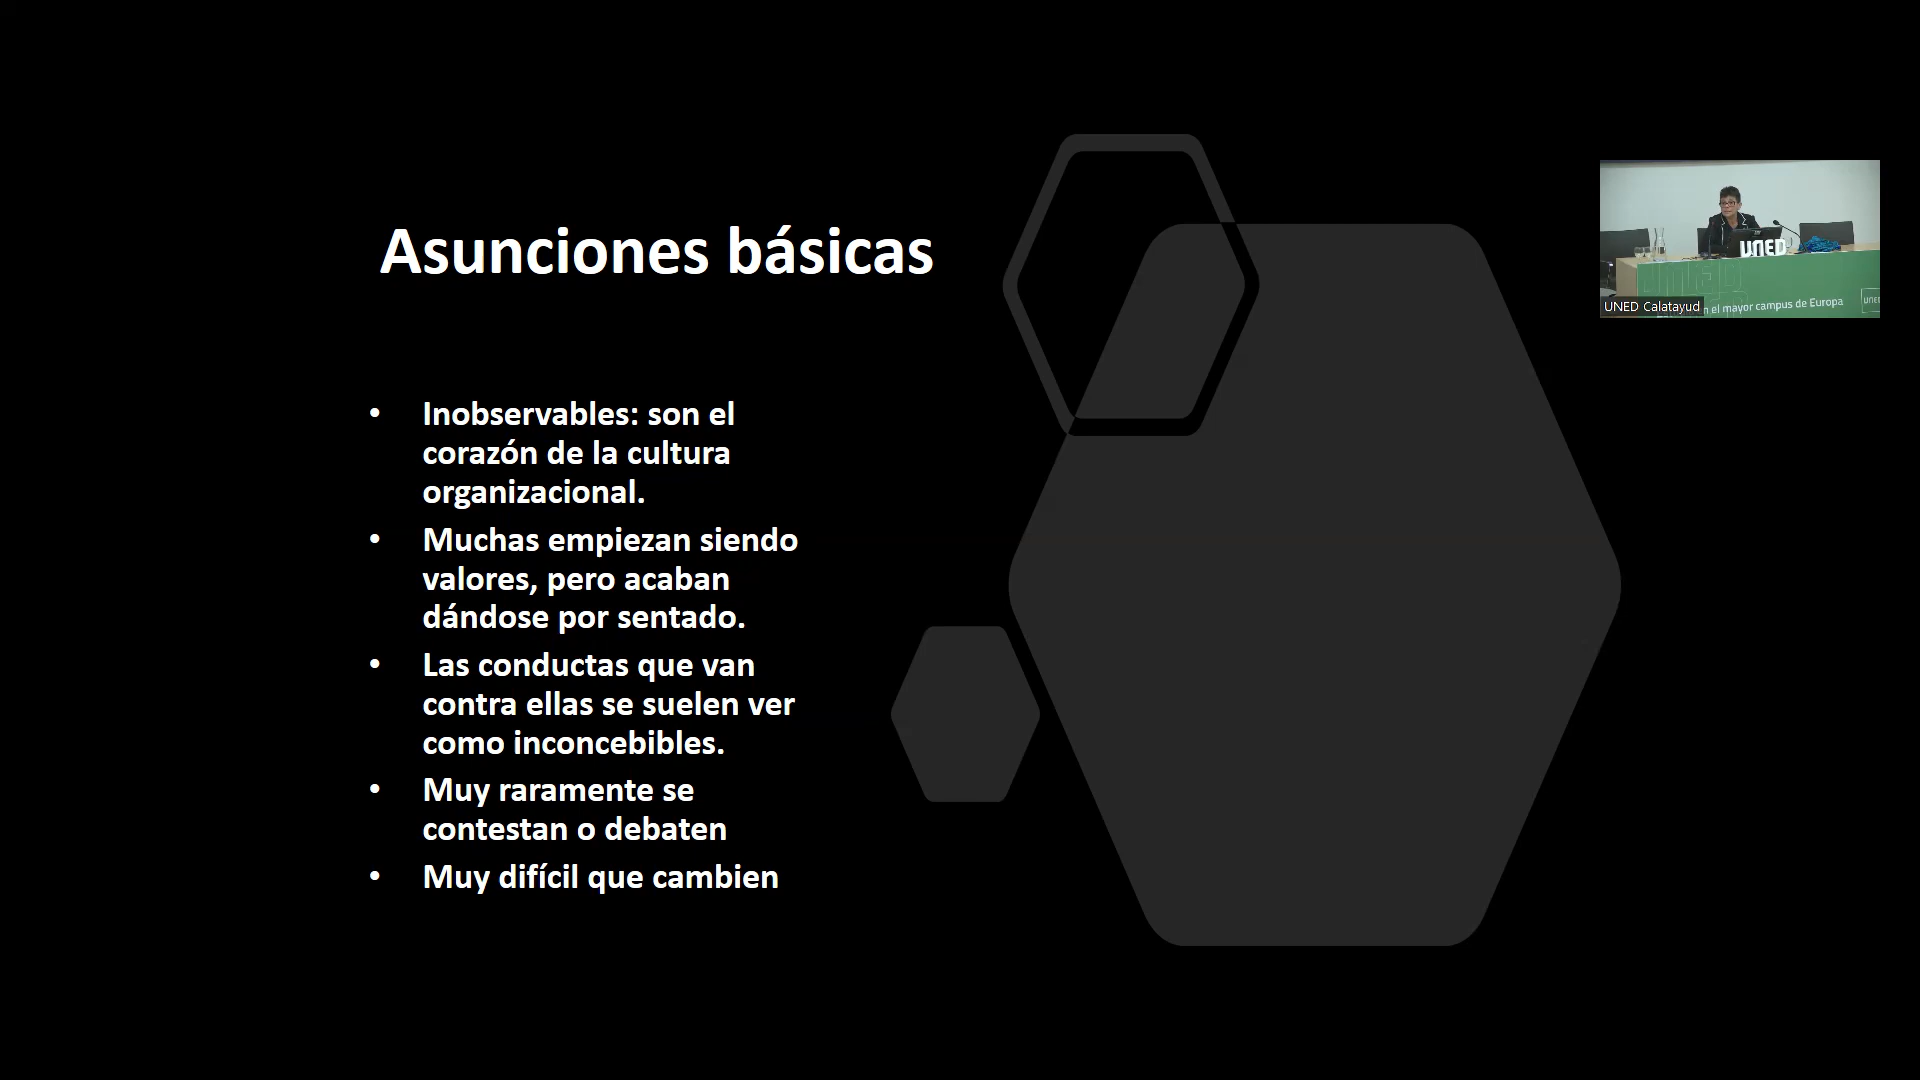 Asunciones básicas
• Inobservables: son el
corazón de la cultura
organizacional.
• Muchas empiezan siendo
valores, pero acaban
dándose por sentado.
• Las conductas que van
contra ellas se suelen ver
como inconcebibles.
• Muy raramente se
contestan o debaten
• Muy difícil que cambien
UNED
UNED Calatayud
n el mayor campus de Europa